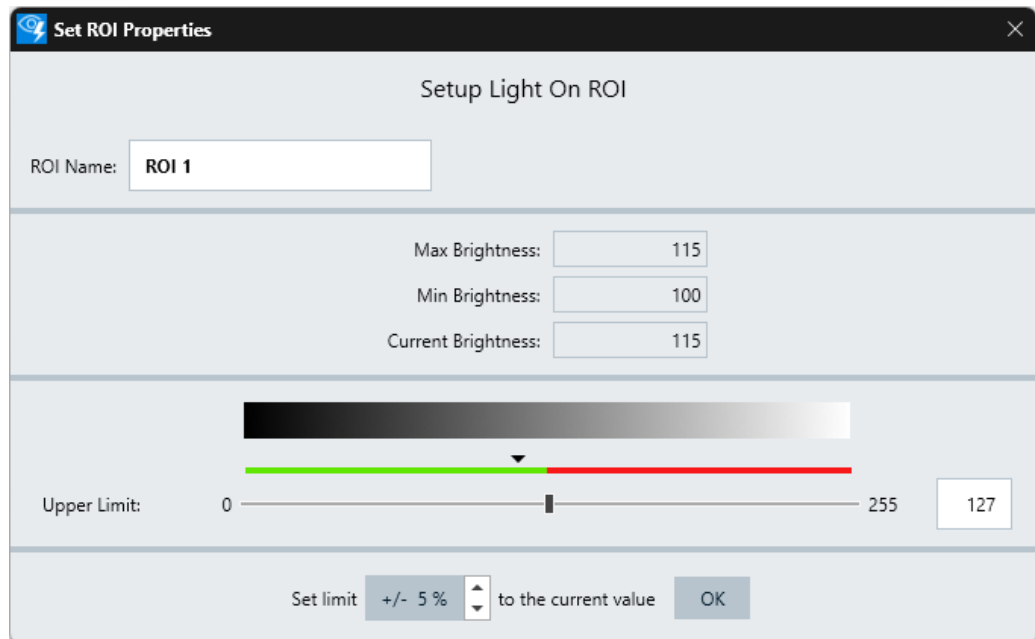 Set ROI Properties
Setup Light On ROI
ROI Name: ROI 1
Max Brightness: 115
Min Brightness: 100
Current Brightness: 115
Upper Limit: 0 255 127
Set limit +/- 5 % to the current value OK